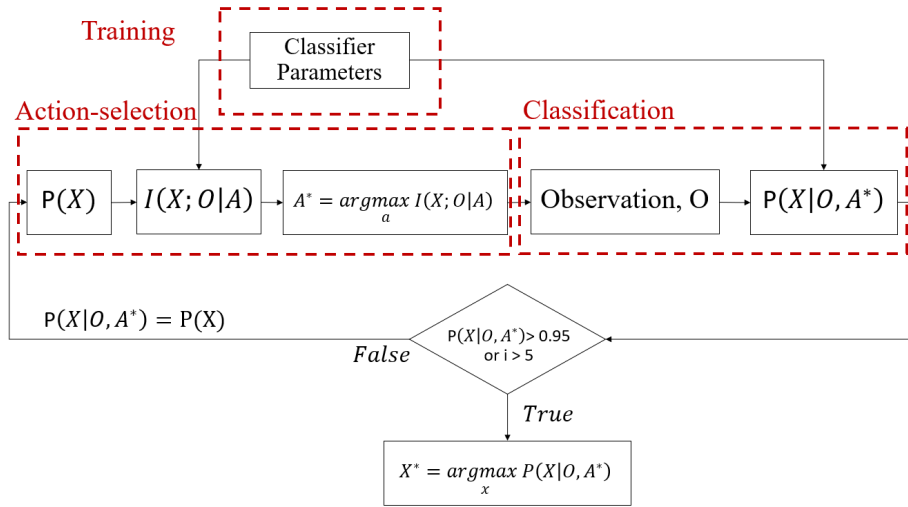 Training
Classifier
Parameters
Action-selection
Classification
P(X)
I(X; O|A)
A* = argmax I(X; O|A)
a
Observation, O
P(X|O, A*)
P(X|O, A*) = P(X)
False
P(X|O, A*)> 0.95
or i > 5
True
X* = argmax P(X|O, A*)
x